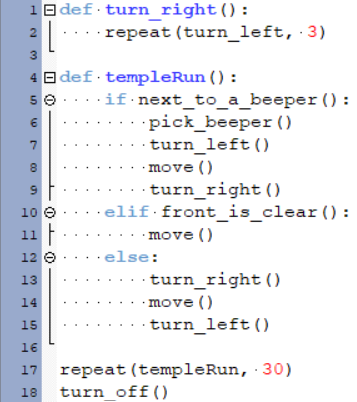 1 def turn_right():
2     repeat(turn_left, 3)
3
4 def templeRun():
5     if next_to_a_beeper():
6         pick_beeper()
7         turn_left()
8         move()
9         turn_right()
10     elif front_is_clear():
11         move()
12     else:
13         turn_right()
14         move()
15         turn_left()
16
17 repeat(templeRun, 30)
18 turn_off()